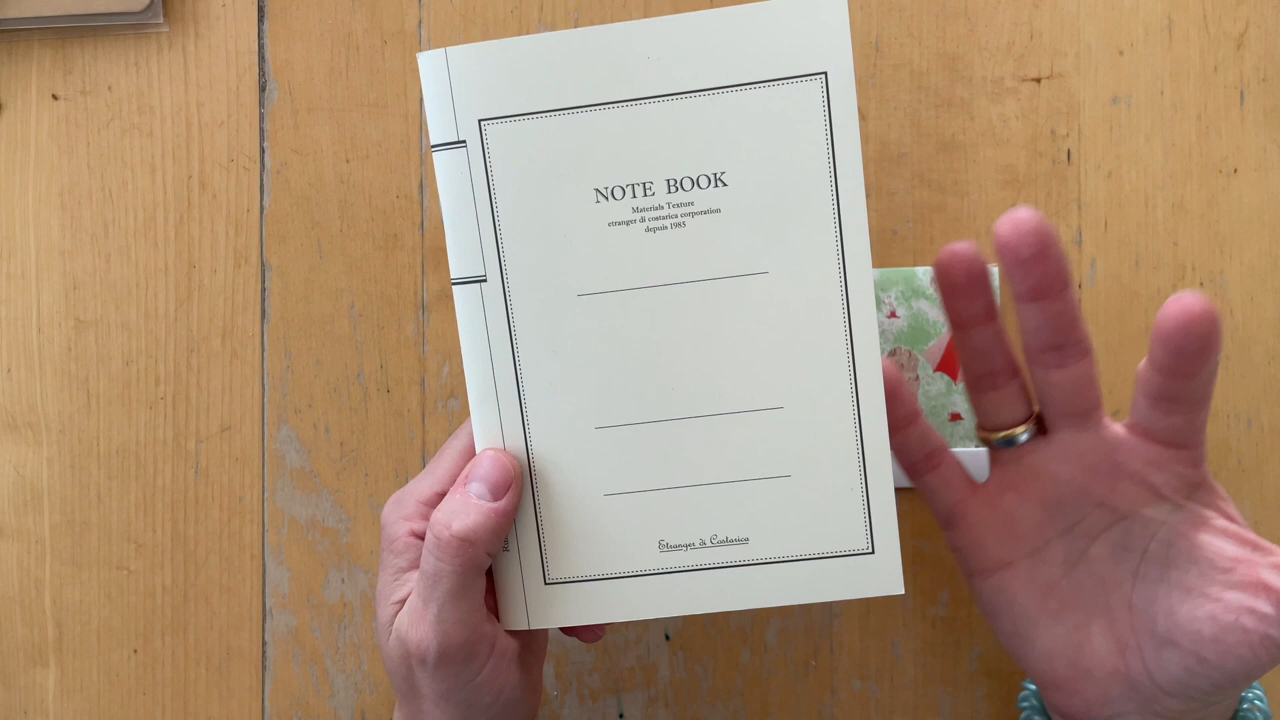 NOTE BOOK
Materials Texture
etranger di costarica corporation
depuis 1985
Etranger di Costarica